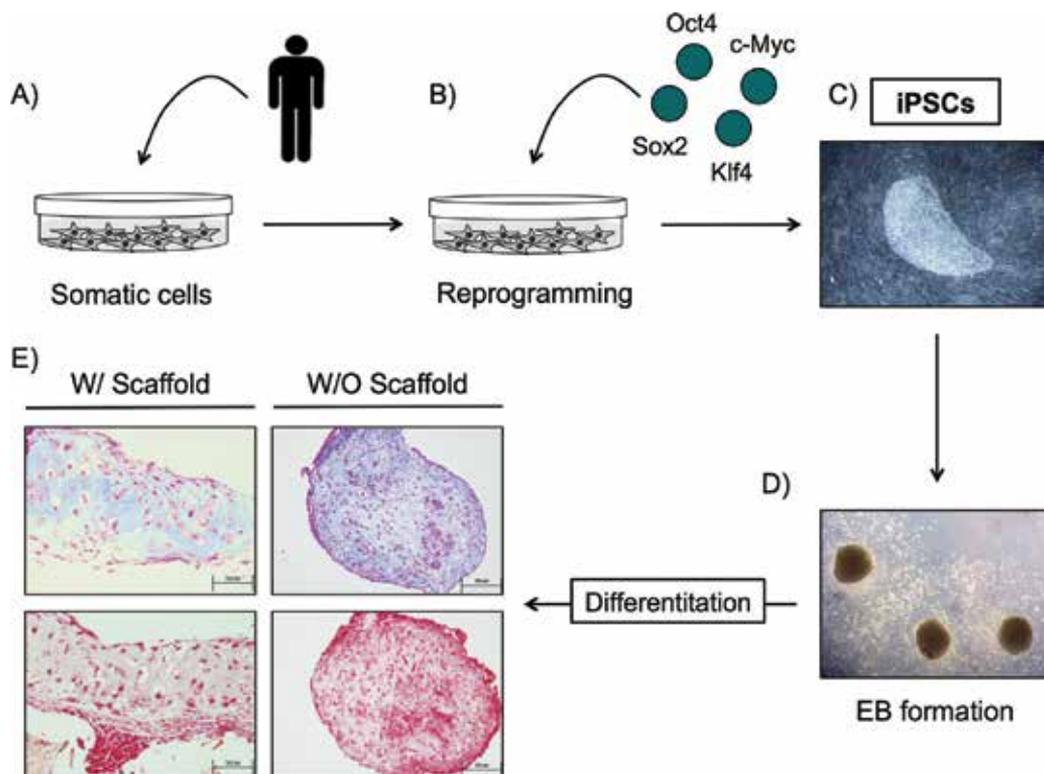 A)
B)
Oct4
c-Myc
Sox2
Klf4
C)
iPSCs
Somatic cells
Reprogramming
E)
W/ Scaffold
W/O Scaffold
D)
Differentitation
EB formation